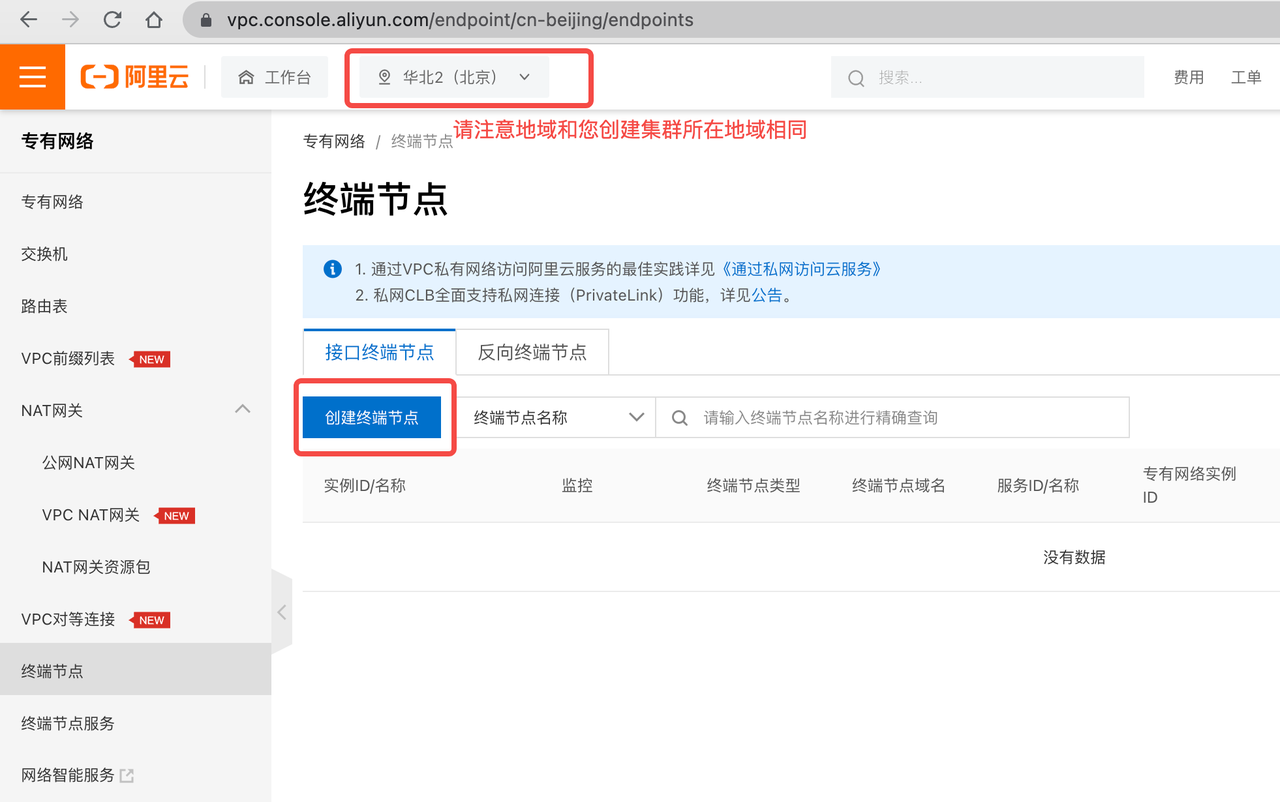 vpc.console.aliyun.com/endpoint/cn-beijing/endpoints
阿里云
工作台
华北2（北京）
搜索...
费用
工单
请注意地域和您创建集群所在地域相同
专有网络
专有网络
交换机
路由表
VPC前缀列表 NEW
NAT网关
公网NAT网关
VPC NAT网关 NEW
NAT网关资源包
VPC对等连接 NEW
终端节点
终端节点服务
网络智能服务
专有网络 / 终端节点
终端节点
1. 通过VPC私有网络访问阿里云服务的最佳实践详见《通过私网访问云服务》
2. 私网CLB全面支持私网连接（PrivateLink）功能，详见公告。
接口终端节点 反向终端节点
创建终端节点 终端节点名称 请输入终端节点名称进行精确查询
实例ID/名称 监控 终端节点类型 终端节点域名 服务ID/名称 专有网络实例
ID
没有数据